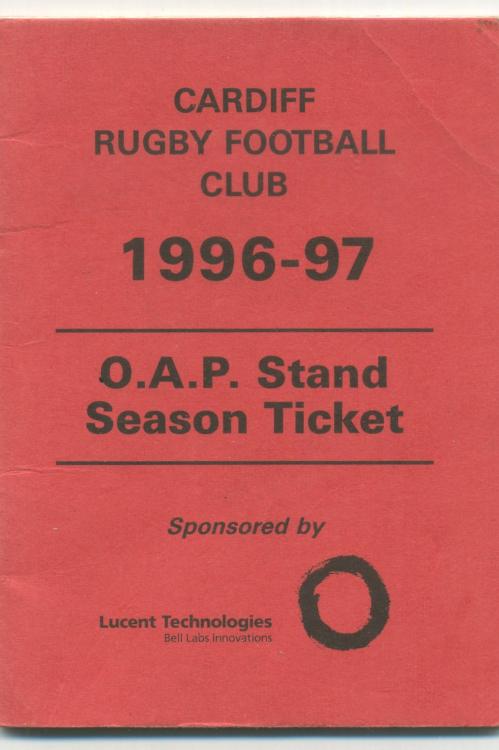 CARDIFF
RUGBY FOOTBALL
CLUB
1996-97
O.A.P. Stand
Season Ticket
Sponsored by
Lucent Technologies
Bell Labs Innovations